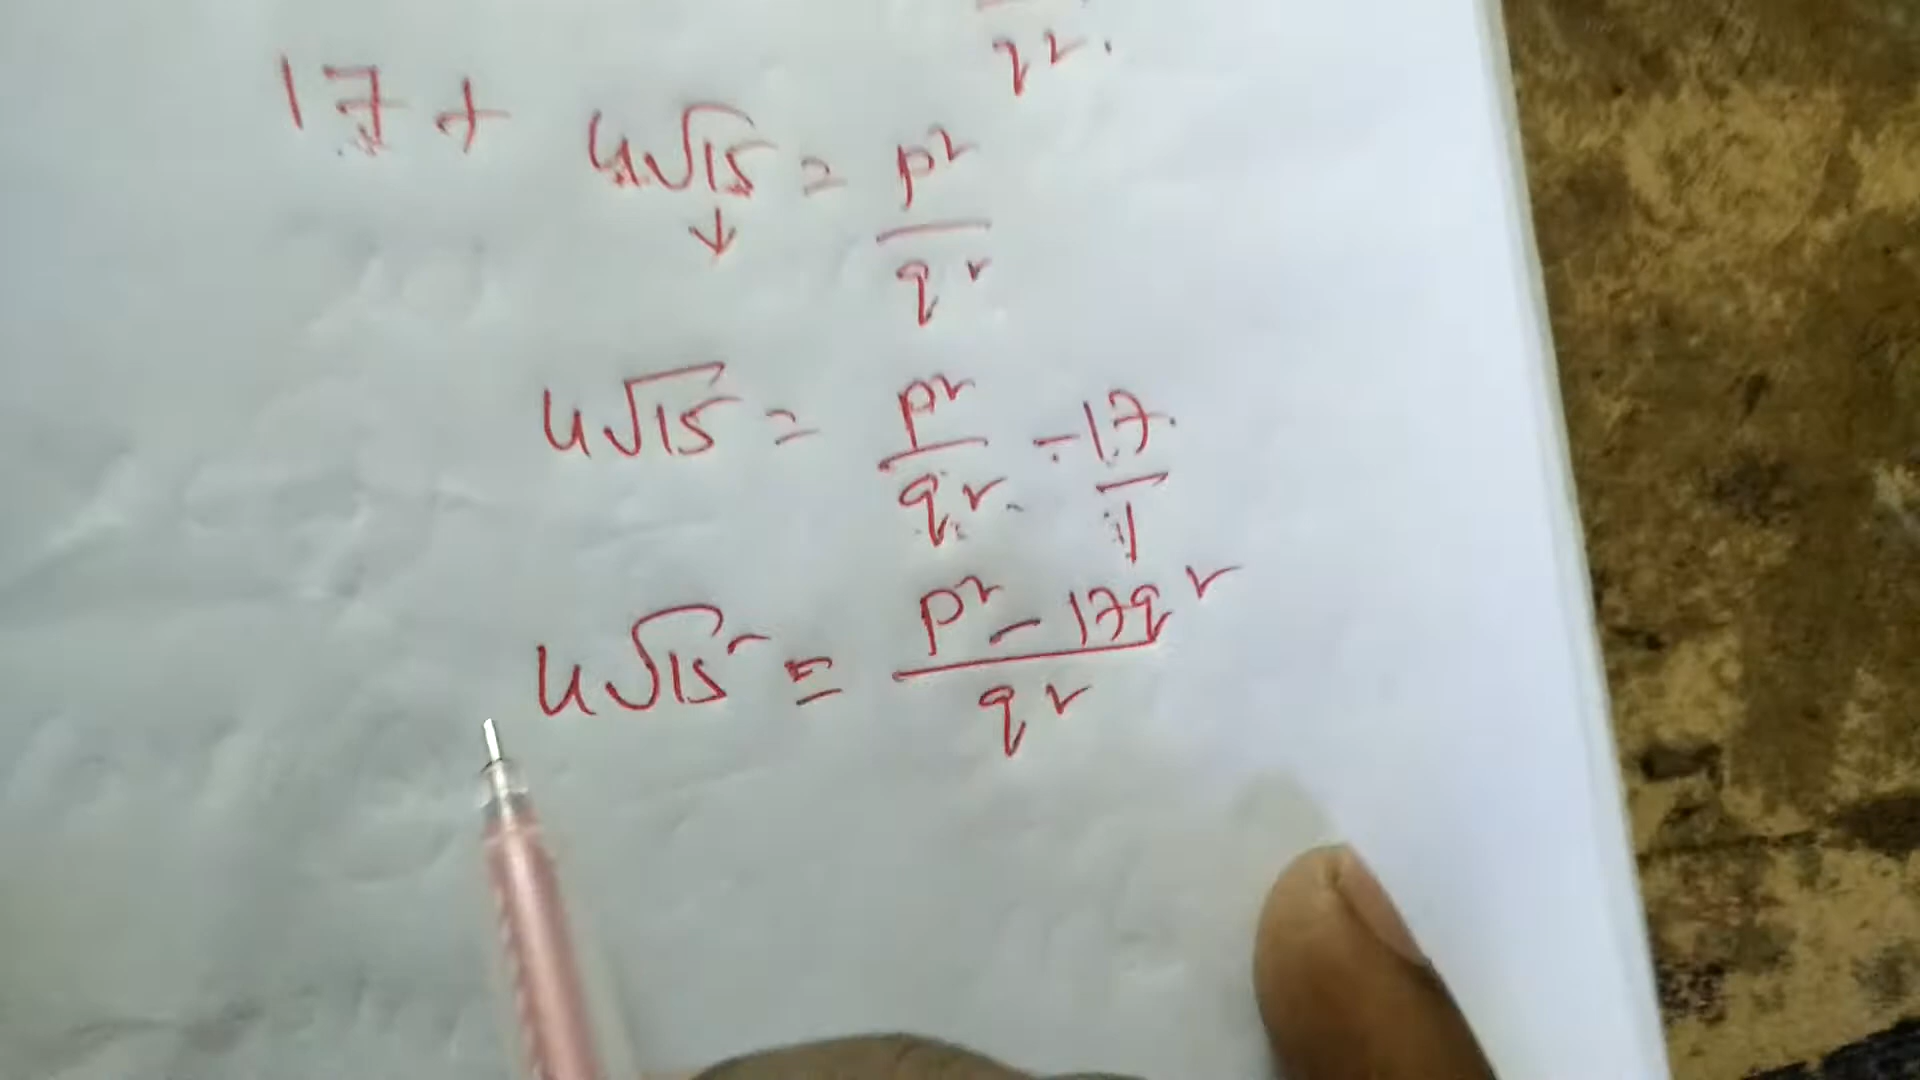 q².
17 + 4√15 = p²/q²
↓
4√15 = p²/q² - 17/1
4√15 = (p² - 17q²)/q²